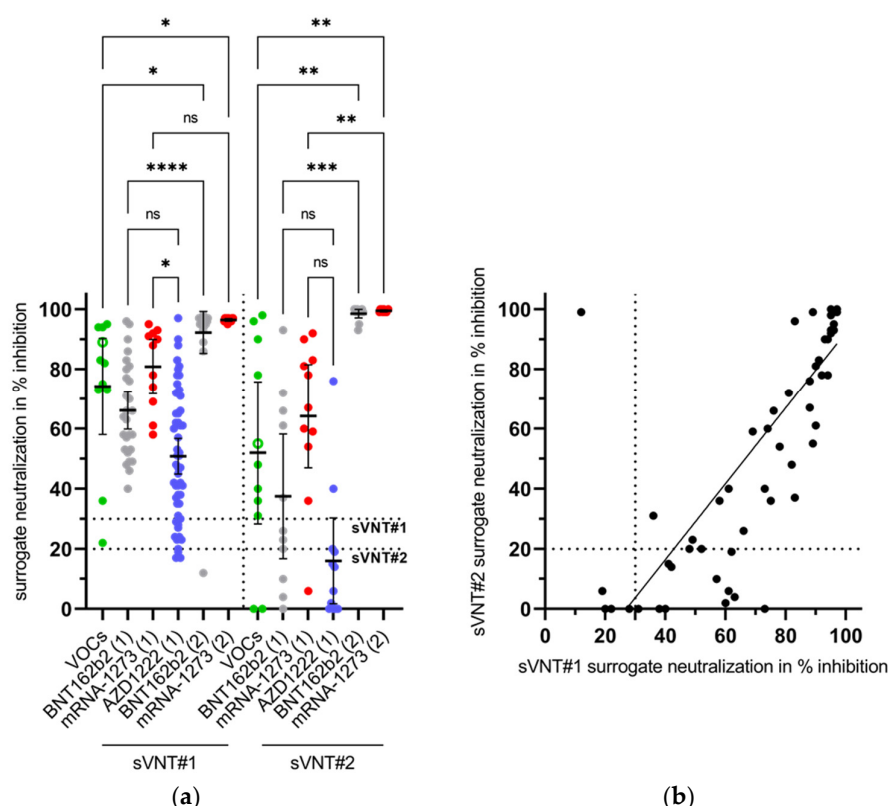 * **
* **
ns **
**** ***
ns ns
* ns
surrogate neutralization in % inhibition
100
80
60
40
20
0
sVNT#1
sVNT#2
VOCs
BNT162b2 (1)
mRNA-1273 (1)
AZD1222 (1)
BNT162b2 (2)
mRNA-1273 (2)
VOCs
BNT162b2 (1)
mRNA-1273 (1)
AZD1222 (1)
BNT162b2 (2)
mRNA-1273 (2)
sVNT#1 sVNT#2
(a)
sVNT#2 surrogate neutralization in % inhibition
100
80
60
40
20
0
0 20 40 60 80 100
sVNT#1 surrogate neutralization in % inhibition
(b)